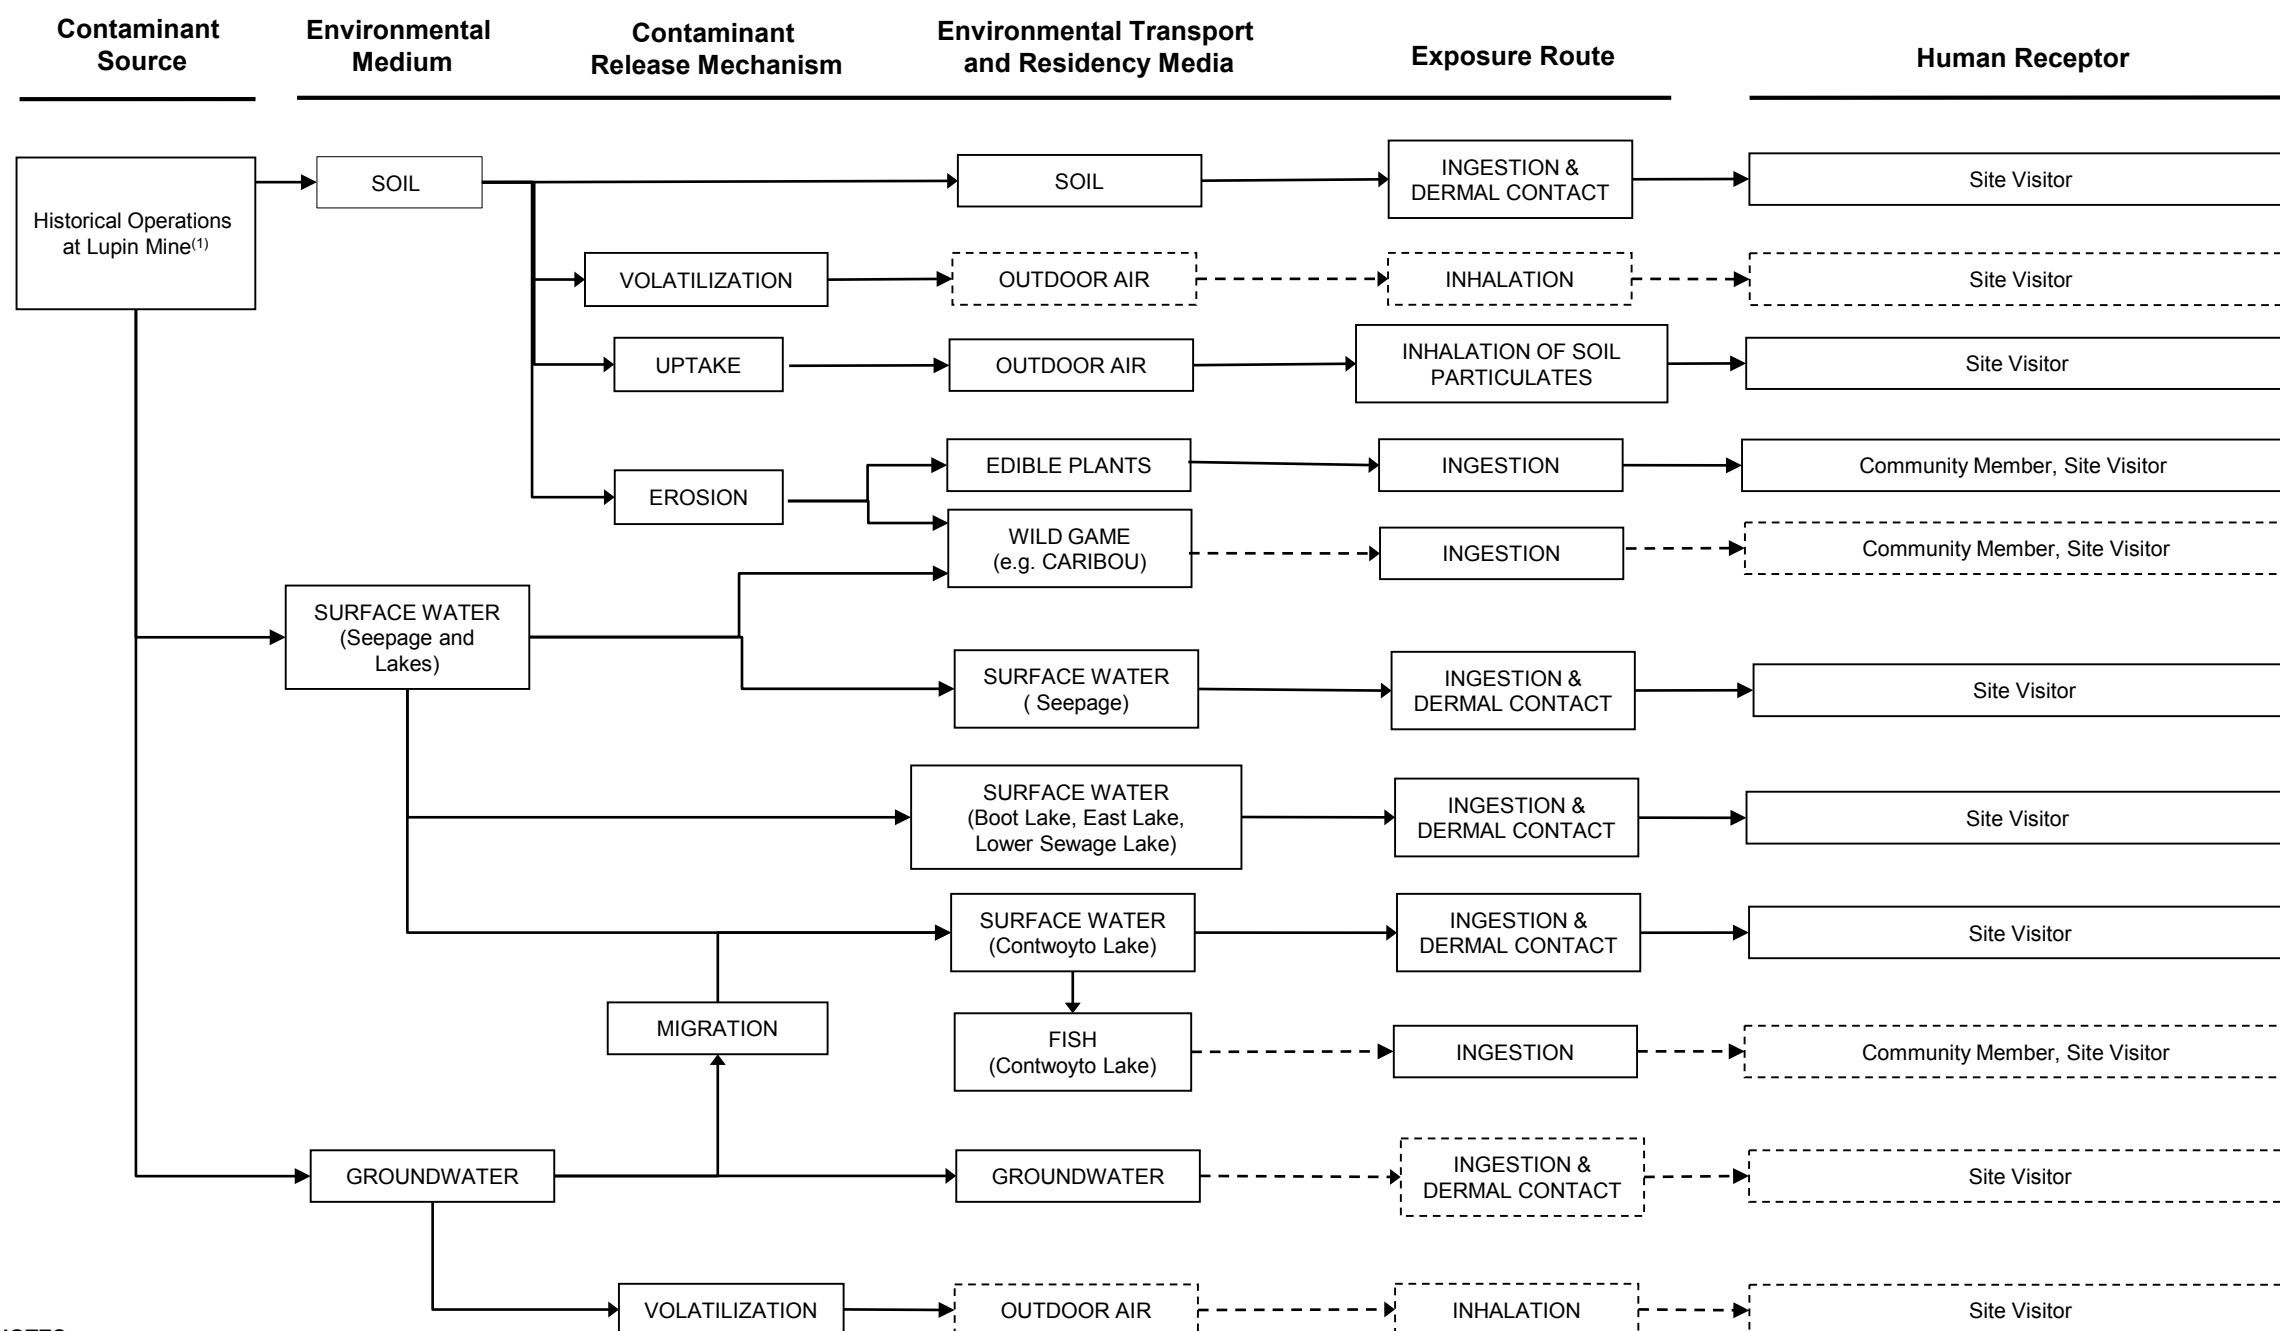 Contaminant
Source
Environmental
Medium
Contaminant
Release Mechanism
Environmental Transport
and Residency Media
Exposure Route
Human Receptor
Historical Operations
at Lupin Mine(1)
SOIL
SOIL
INGESTION &
DERMAL CONTACT
Site Visitor
VOLATILIZATION
OUTDOOR AIR
INHALATION
Site Visitor
UPTAKE
OUTDOOR AIR
INHALATION OF SOIL
PARTICULATES
Site Visitor
EROSION
EDIBLE PLANTS
INGESTION
Community Member, Site Visitor
WILD GAME
(e.g. CARIBOU)
INGESTION
Community Member, Site Visitor
SURFACE WATER
(Seepage and
Lakes)
SURFACE WATER
( Seepage)
INGESTION &
DERMAL CONTACT
Site Visitor
SURFACE WATER
(Boot Lake, East Lake,
Lower Sewage Lake)
INGESTION &
DERMAL CONTACT
Site Visitor
SURFACE WATER
(Contwoyto Lake)
INGESTION &
DERMAL CONTACT
Site Visitor
MIGRATION
FISH
(Contwoyto Lake)
INGESTION
Community Member, Site Visitor
GROUNDWATER
GROUNDWATER
INGESTION &
DERMAL CONTACT
Site Visitor
VOLATILIZATION
OUTDOOR AIR
INHALATION
Site Visitor